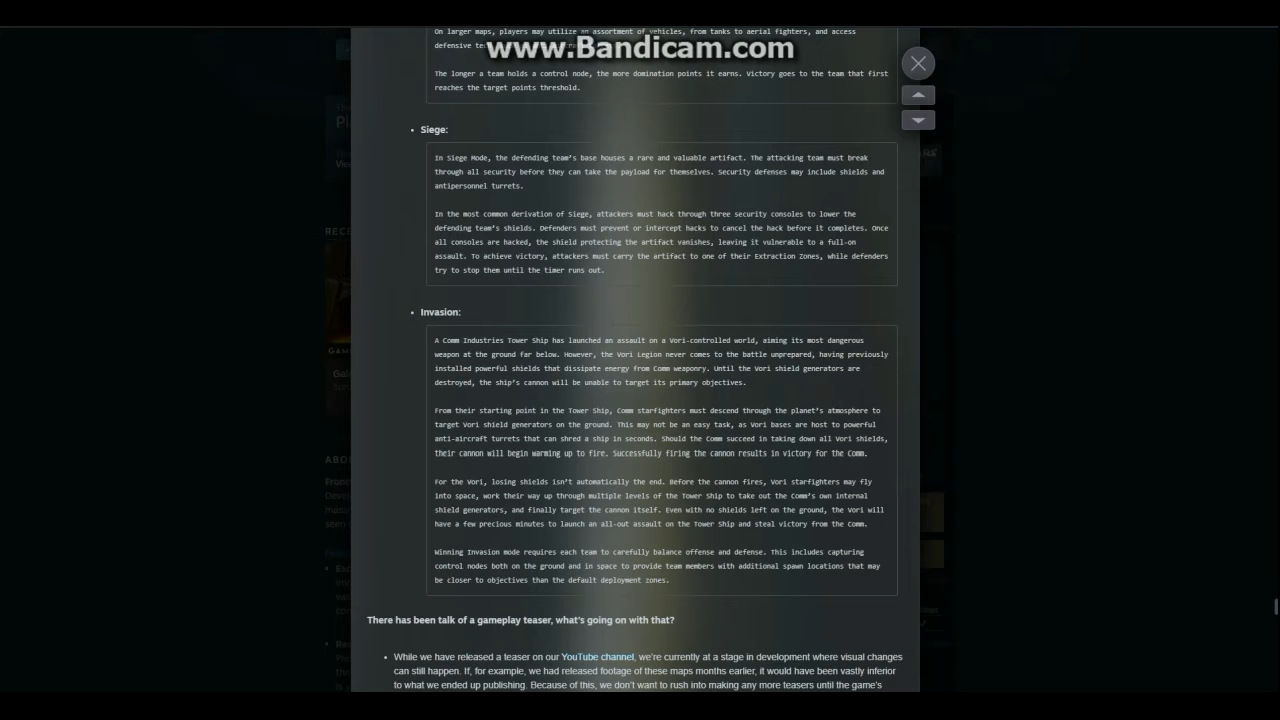 On larger maps, players may utilize an assortment of vehicles, from tanks to aerial fighters, and access
www.Bandicam.com
defensive
The longer a team holds a control node, the more domination points it earns. Victory goes to the team that first
reaches the target points threshold.
• Siege:
In Siege Mode, the defending team's base houses a rare and valuable artifact. The attacking team must break
through all security before they can take the payload for themselves. Security defenses may include shields and
antipersonnel turrets.
In the most common derivation of Siege, attackers must hack through three security consoles to lower the
defending team's shields. Defenders must prevent or intercept hacks to cancel the hack before it completes. Once
all consoles are hacked, the shield protecting the artifact vanishes, leaving it vulnerable to a full-on
assault. To achieve victory, attackers must carry the artifact to one of their Extraction Zones, while defenders
try to stop them until the timer runs out.
• Invasion:
A Comm Industries Tower Ship has launched an assault on a Vori-controlled world, aiming its most dangerous
weapon at the ground far below. However, the Vori Legion never comes to the battle unprepared, having previously
installed powerful shields that dissipate energy from Comm weaponry. Until the Vori shield generators are
destroyed, the ship's cannon will be unable to target its primary objectives.
From their starting point in the Tower Ship, Comm starfighters must descend through the planet's atmosphere to
target Vori shield generators on the ground. This may not be an easy task, as Vori bases are host to powerful
anti-aircraft turrets that can shred a ship in seconds. Should the Comm succeed in taking down all Vori shields,
their cannon will begin warming up to fire. Successfully firing the cannon results in victory for the Comm.
For the Vori, losing shields isn't automatically the end. Before the cannon fires, Vori starfighters may fly
into space, work their way up through multiple levels of the Tower Ship to take out the Comm's own internal
shield generators, and finally target the cannon itself. Even with no shields left on the ground, the Vori will
have a few precious minutes to launch an all-out assault on the Tower Ship and steal victory from the Comm.
Winning Invasion mode requires each team to carefully balance offense and defense. This includes capturing
control nodes both on the ground and in space to provide team members with additional spawn locations that may
be closer to objectives than the default deployment zones.
There has been talk of a gameplay teaser, what's going on with that?
• While we have released a teaser on our YouTube channel, we're currently at a stage in development where visual changes
can still happen. If, for example, we had released footage of these maps months earlier, it would have been vastly inferior
to what we ended up publishing. Because of this, we don't want to rush into making any more teasers until the game's